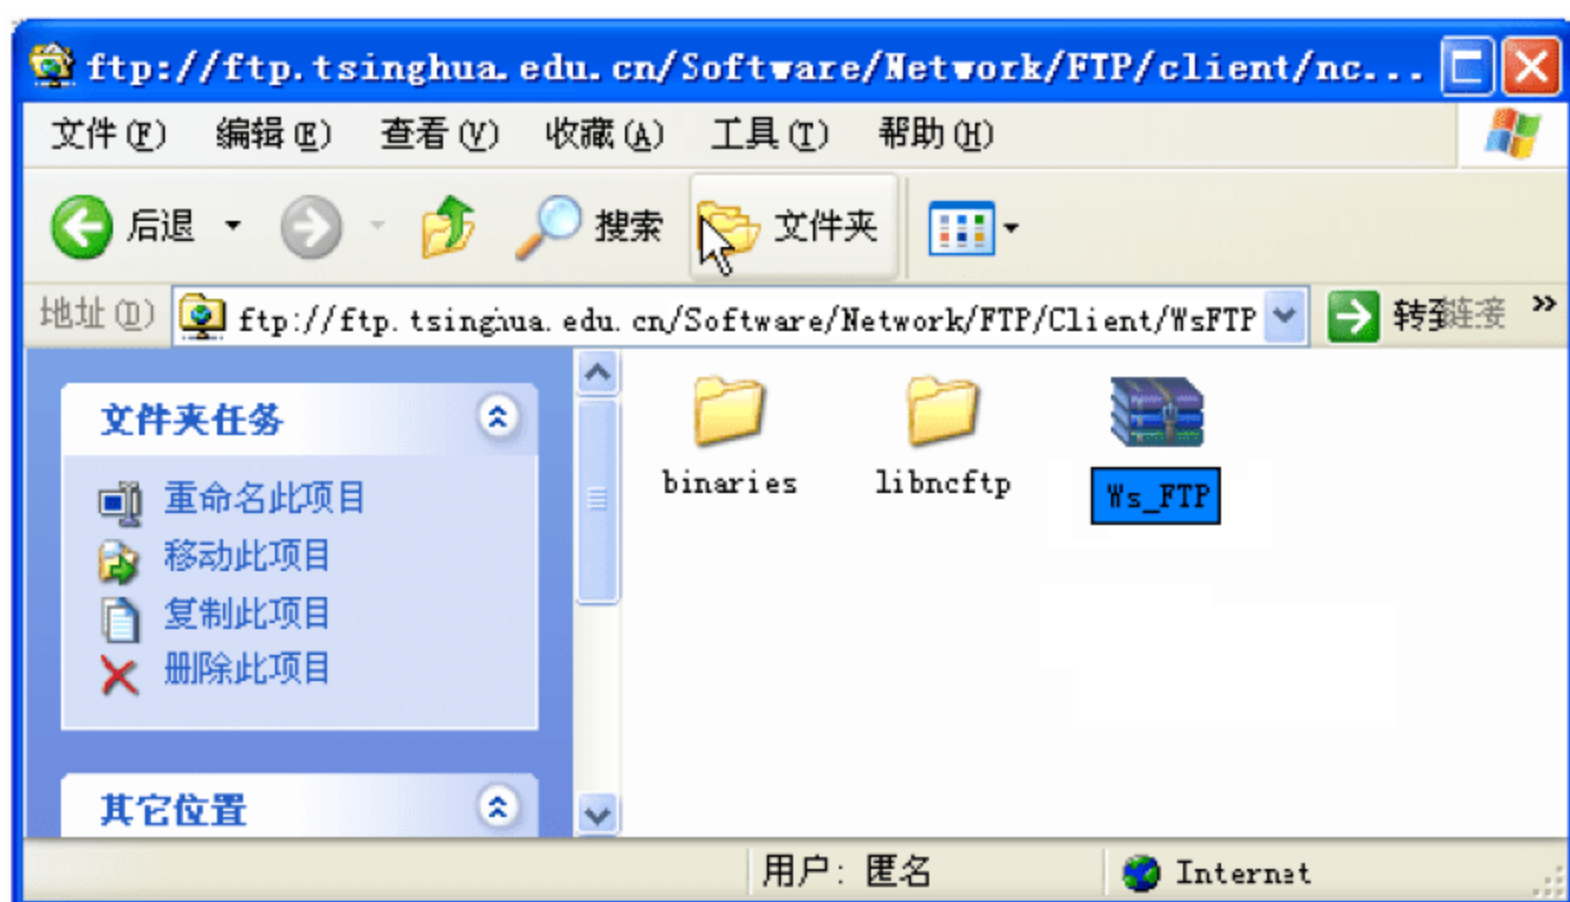 ftp://ftp.tsinghua.edu.cn/Software/Network/FTP/client/nc...
文件(F) 编辑(E) 查看(V) 收藏(A) 工具(T) 帮助(H)
后退 搜索 文件夹
地址(D) ftp://ftp.tsinghua.edu.cn/Software/Network/FTP/Client/WsFTP 转到 链接 »
文件夹任务
binaries libncftp Ws_FTP
重命名此项目
移动此项目
复制此项目
删除此项目
其它位置
用户: 匿名 Internet